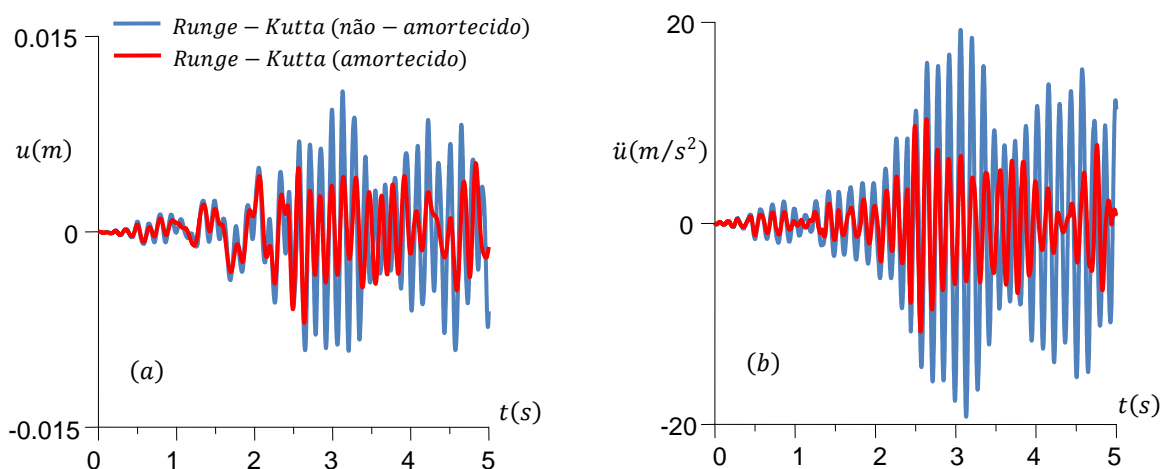 Runge − Kutta (não − amortecido)
Runge − Kutta (amortecido)
0.015
u(m)
0
-0.015
(a)
t(s)
0 1 2 3 4 5
20
ü(m/s²)
0
-20
(b)
t(s)
0 1 2 3 4 5